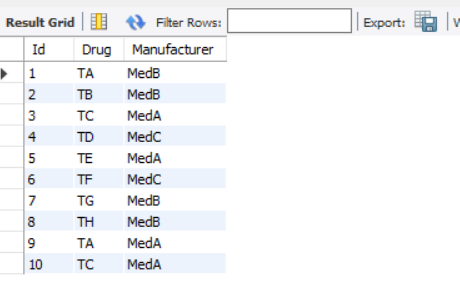 Result Grid Filter Rows: Export:
Id Drug Manufacturer
1 TA MedB
2 TB MedB
3 TC MedA
4 TD MedC
5 TE MedA
6 TF MedC
7 TG MedB
8 TH MedB
9 TA MedA
10 TC MedA